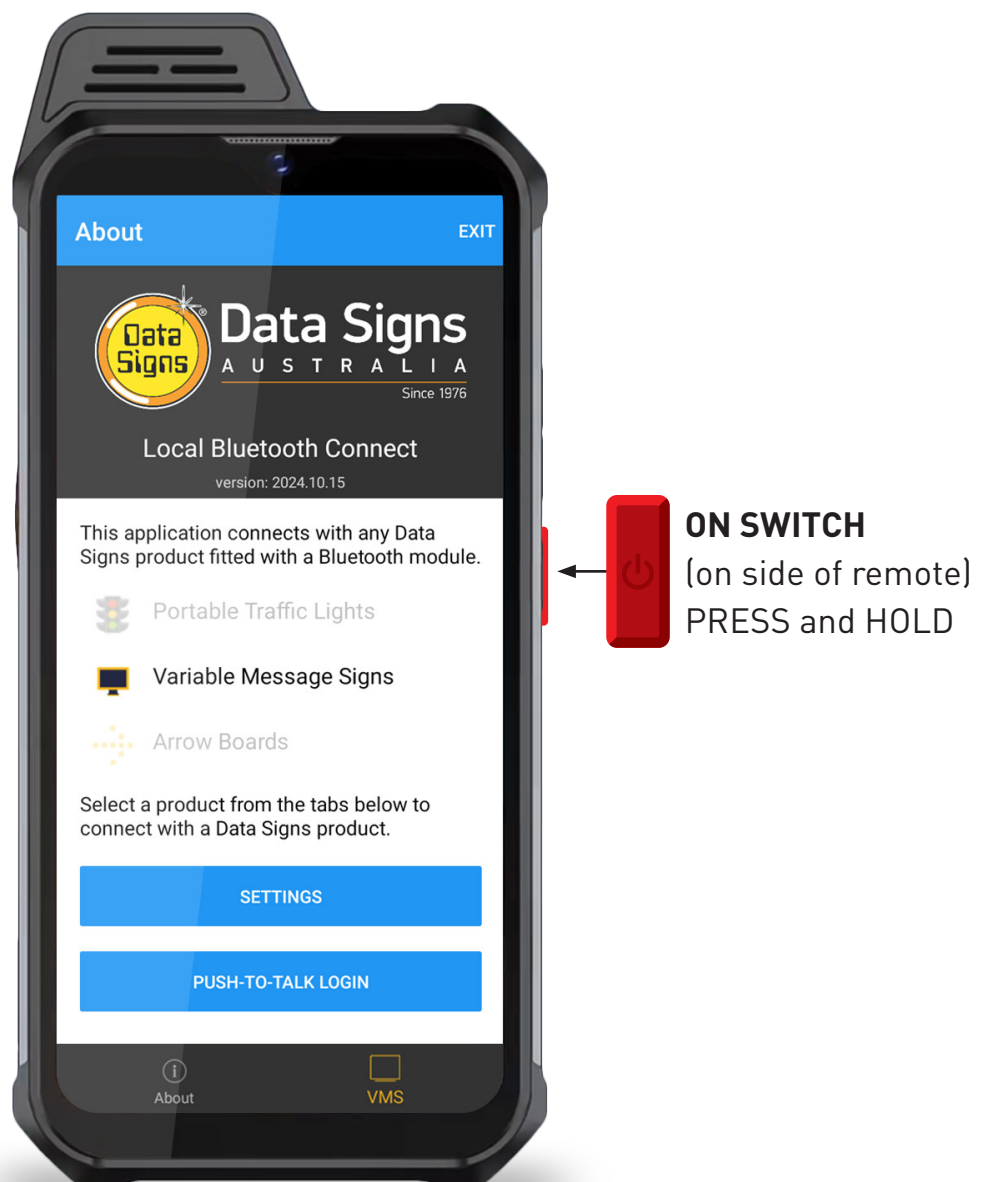 About
EXIT
Data
Signs
®
Data Signs
AUSTRALIA
Since 1976
Local Bluetooth Connect
version: 2024.10.15
This application connects with any Data
Signs product fitted with a Bluetooth module.
Portable Traffic Lights
Variable Message Signs
Arrow Boards
Select a product from the tabs below to
connect with a Data Signs product.
SETTINGS
PUSH-TO-TALK LOGIN
About
VMS
ON SWITCH
(on side of remote)
PRESS and HOLD